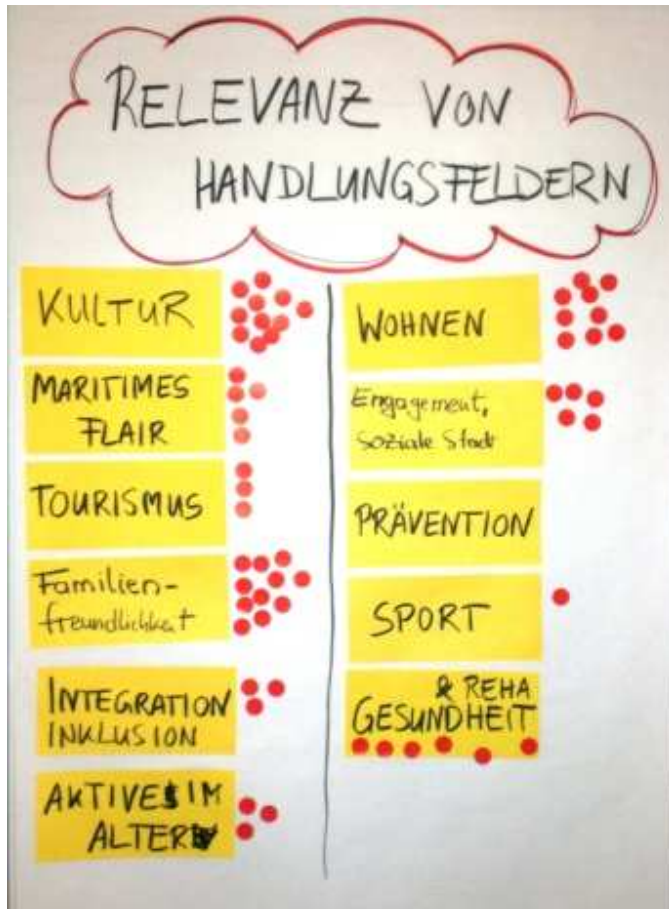 RELEVANZ VON
HANDLUNGSFELDERN
KULTUR
MARITIMES
FLAIR
TOURISMUS
Familien-
freundlichkeit
INTEGRATION
INKLUSION
AKTIVES IM
ALTER
WOHNEN
Engagement,
soziale Stadt
PRÄVENTION
SPORT
& REHA
GESUNDHEIT